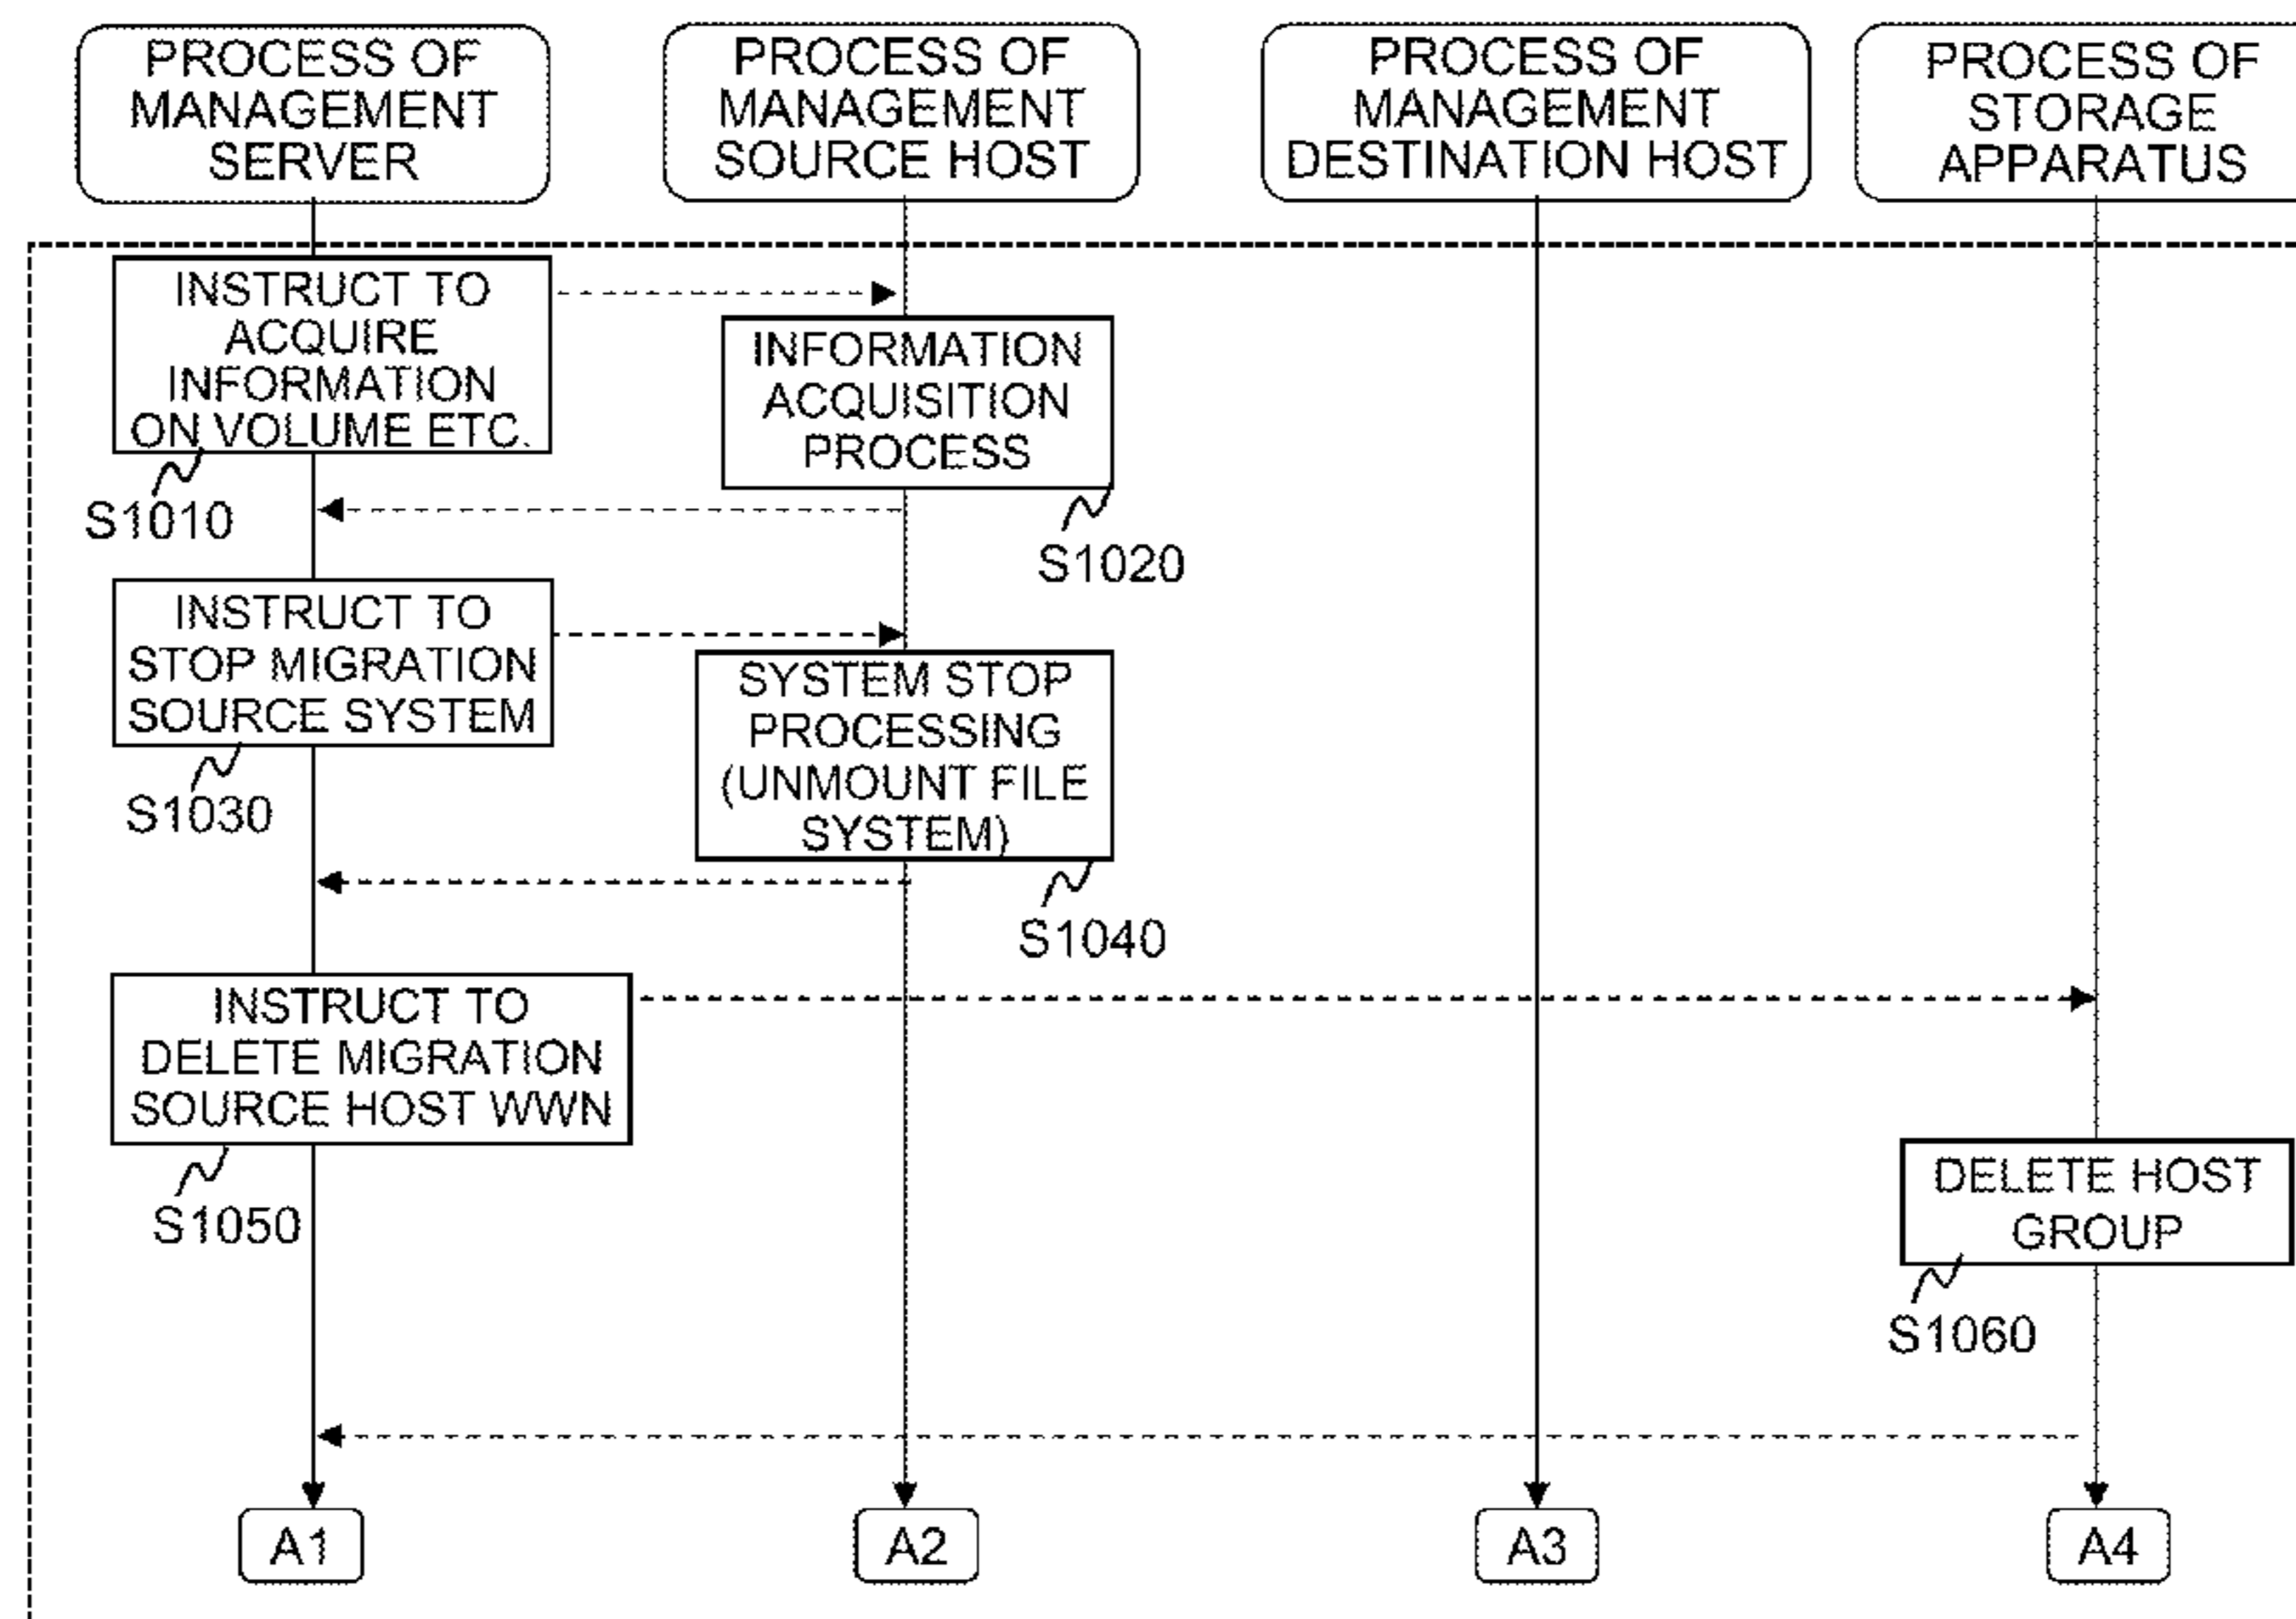 PROCESS OF
MANAGEMENT
SERVER
PROCESS OF
MANAGEMENT
SOURCE HOST
PROCESS OF
MANAGEMENT
DESTINATION HOST
PROCESS OF
STORAGE
APPARATUS
INSTRUCT TO
ACQUIRE
INFORMATION
ON VOLUME ETC.
S1010
INFORMATION
ACQUISITION
PROCESS
S1020
INSTRUCT TO
STOP MIGRATION
SOURCE SYSTEM
S1030
SYSTEM STOP
PROCESSING
(UNMOUNT FILE
SYSTEM)
S1040
INSTRUCT TO
DELETE MIGRATION
SOURCE HOST WWN
S1050
DELETE HOST
GROUP
S1060
A1
A2
A3
A4